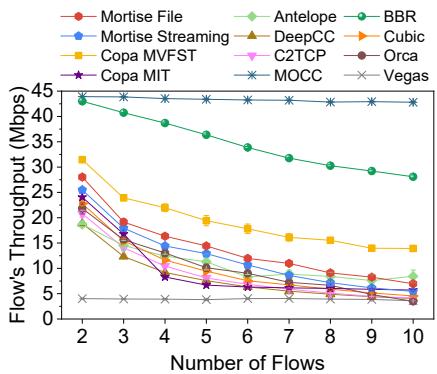 Mortise File Antelope BBR
Mortise Streaming DeepCC Cubic
Copa MVFST C2TCP Orca
Copa MIT MOCC Vegas
Flow's Throughput (Mbps)
45
40
35
30
25
20
15
10
5
0
2 3 4 5 6 7 8 9 10
Number of Flows